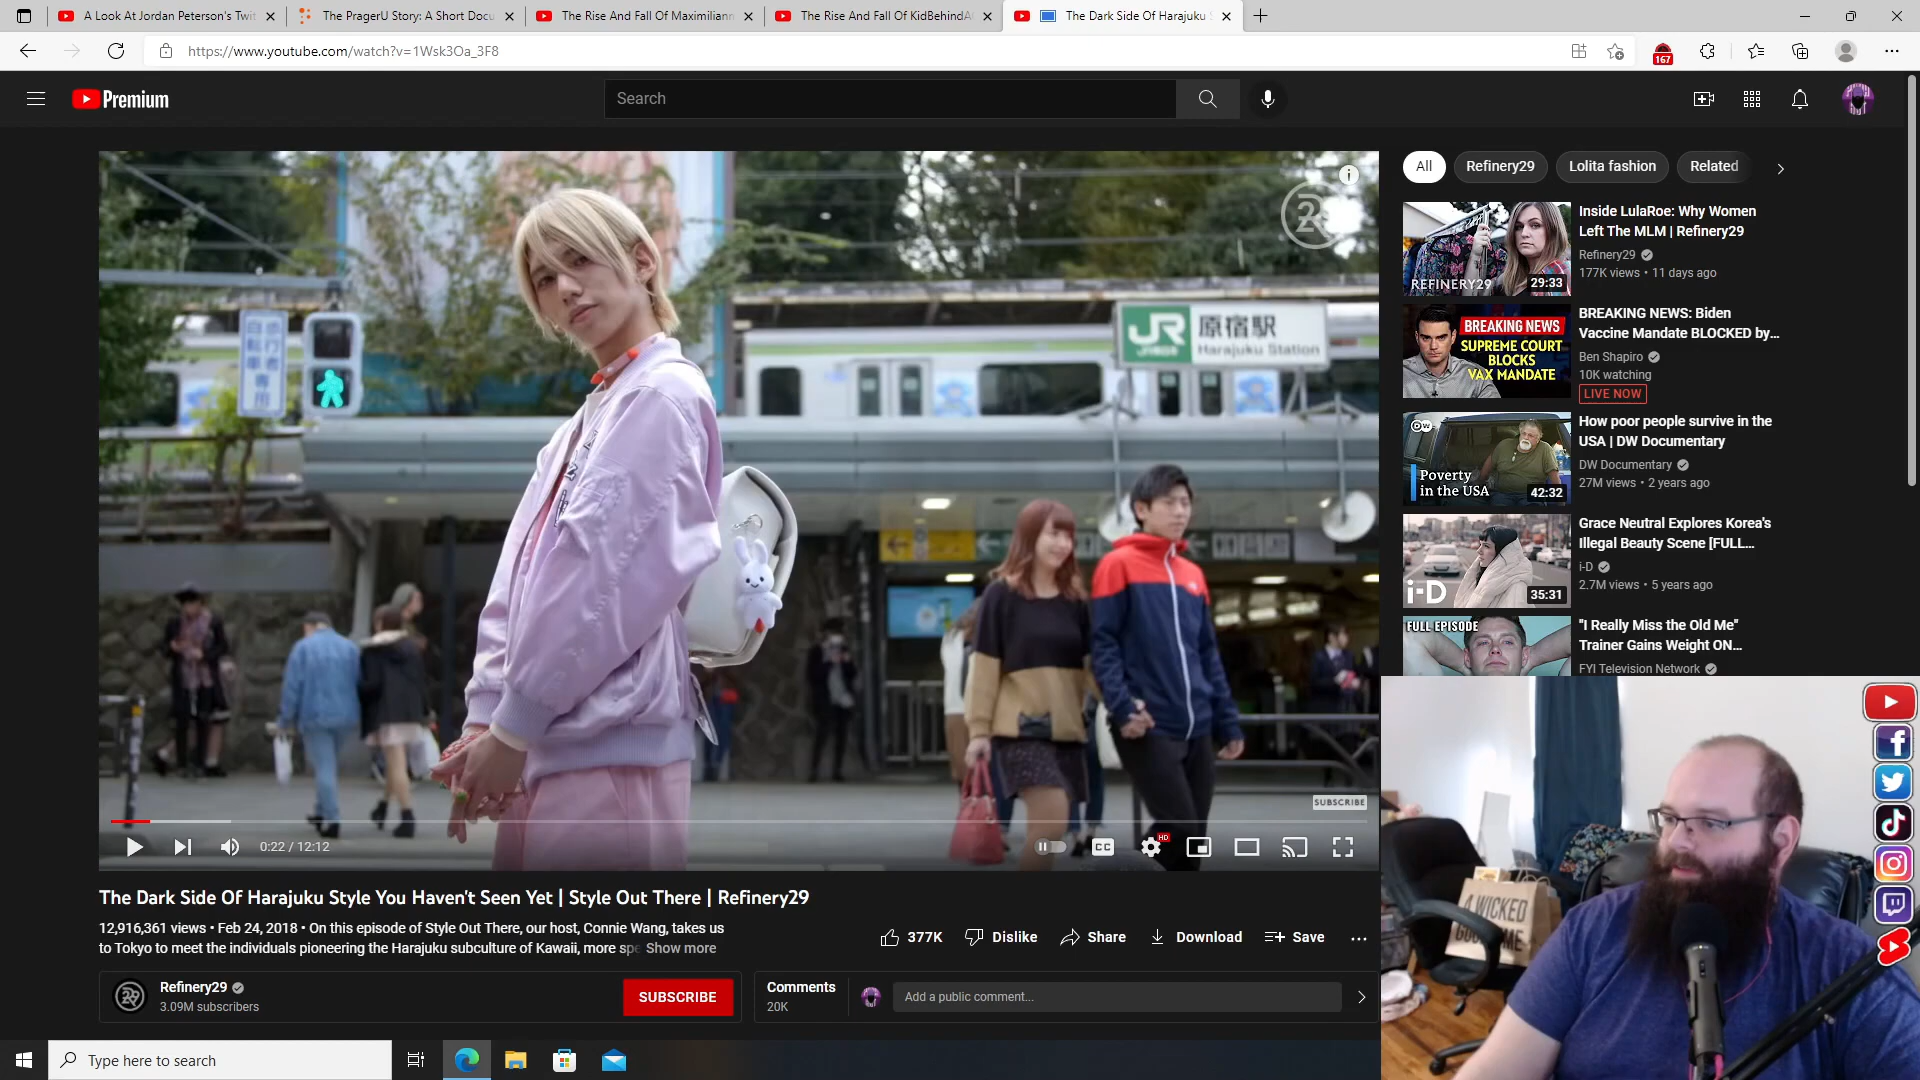 A Look At Jordan Peterson's Twit
The PragerU Story: A Short Docu
The Rise And Fall Of Maximilianm
The Rise And Fall Of KidBehindA
The Dark Side Of Harajuku
https://www.youtube.com/watch?v=1Wsk3Oa_3F8
167
Premium
Search
JR
原宿駅
Harajuku Station
自転車専用
SUBSCRIBE
0:22 / 12:12
CC
HD
The Dark Side Of Harajuku Style You Haven't Seen Yet | Style Out There | Refinery29
12,916,361 views • Feb 24, 2018 • On this episode of Style Out There, our host, Connie Wang, takes us
to Tokyo to meet the individuals pioneering the Harajuku subculture of Kawaii, more spe Show more
377K
Dislike
Share
Download
Save
Refinery29
3.09M subscribers
SUBSCRIBE
Comments
20K
Add a public comment...
All
Refinery29
Lolita fashion
Related
REFINERY29
29:33
Inside LulaRoe: Why Women
Left The MLM | Refinery29
Refinery29
177K views • 11 days ago
BREAKING NEWS
SUPREME COURT
BLOCKS
VAX MANDATE
BREAKING NEWS: Biden
Vaccine Mandate BLOCKED by...
Ben Shapiro
10K watching
LIVE NOW
DW
Poverty
in the USA
42:32
How poor people survive in the
USA | DW Documentary
DW Documentary
27M views • 2 years ago
i-D
35:31
Grace Neutral Explores Korea's
Illegal Beauty Scene [FULL...
i-D
2.7M views • 5 years ago
FULL EPISODE
"I Really Miss the Old Me"
Trainer Gains Weight ON...
FYI Television Network
A WICKED
Type here to search